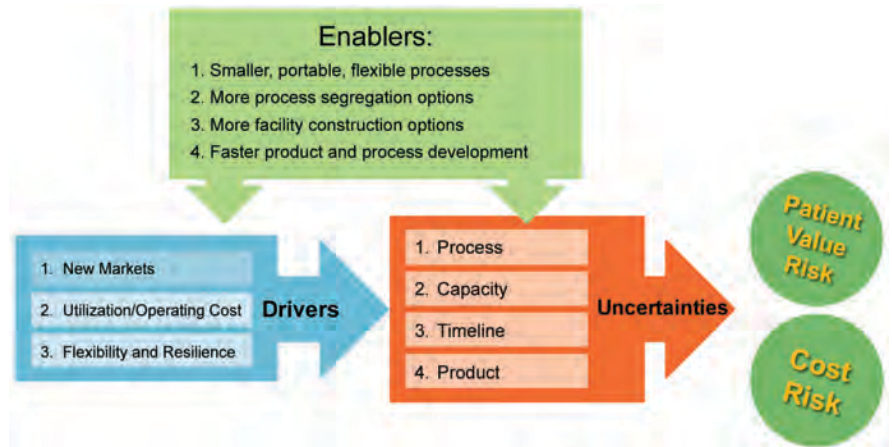 Enablers:
1. Smaller, portable, flexible processes
2. More process segregation options
3. More facility construction options
4. Faster product and process development
1. New Markets
2. Utilization/Operating Cost
3. Flexibility and Resilience
Drivers
1. Process
2. Capacity
3. Timeline
4. Product
Uncertainties
Patient
Value
Risk
Cost
Risk